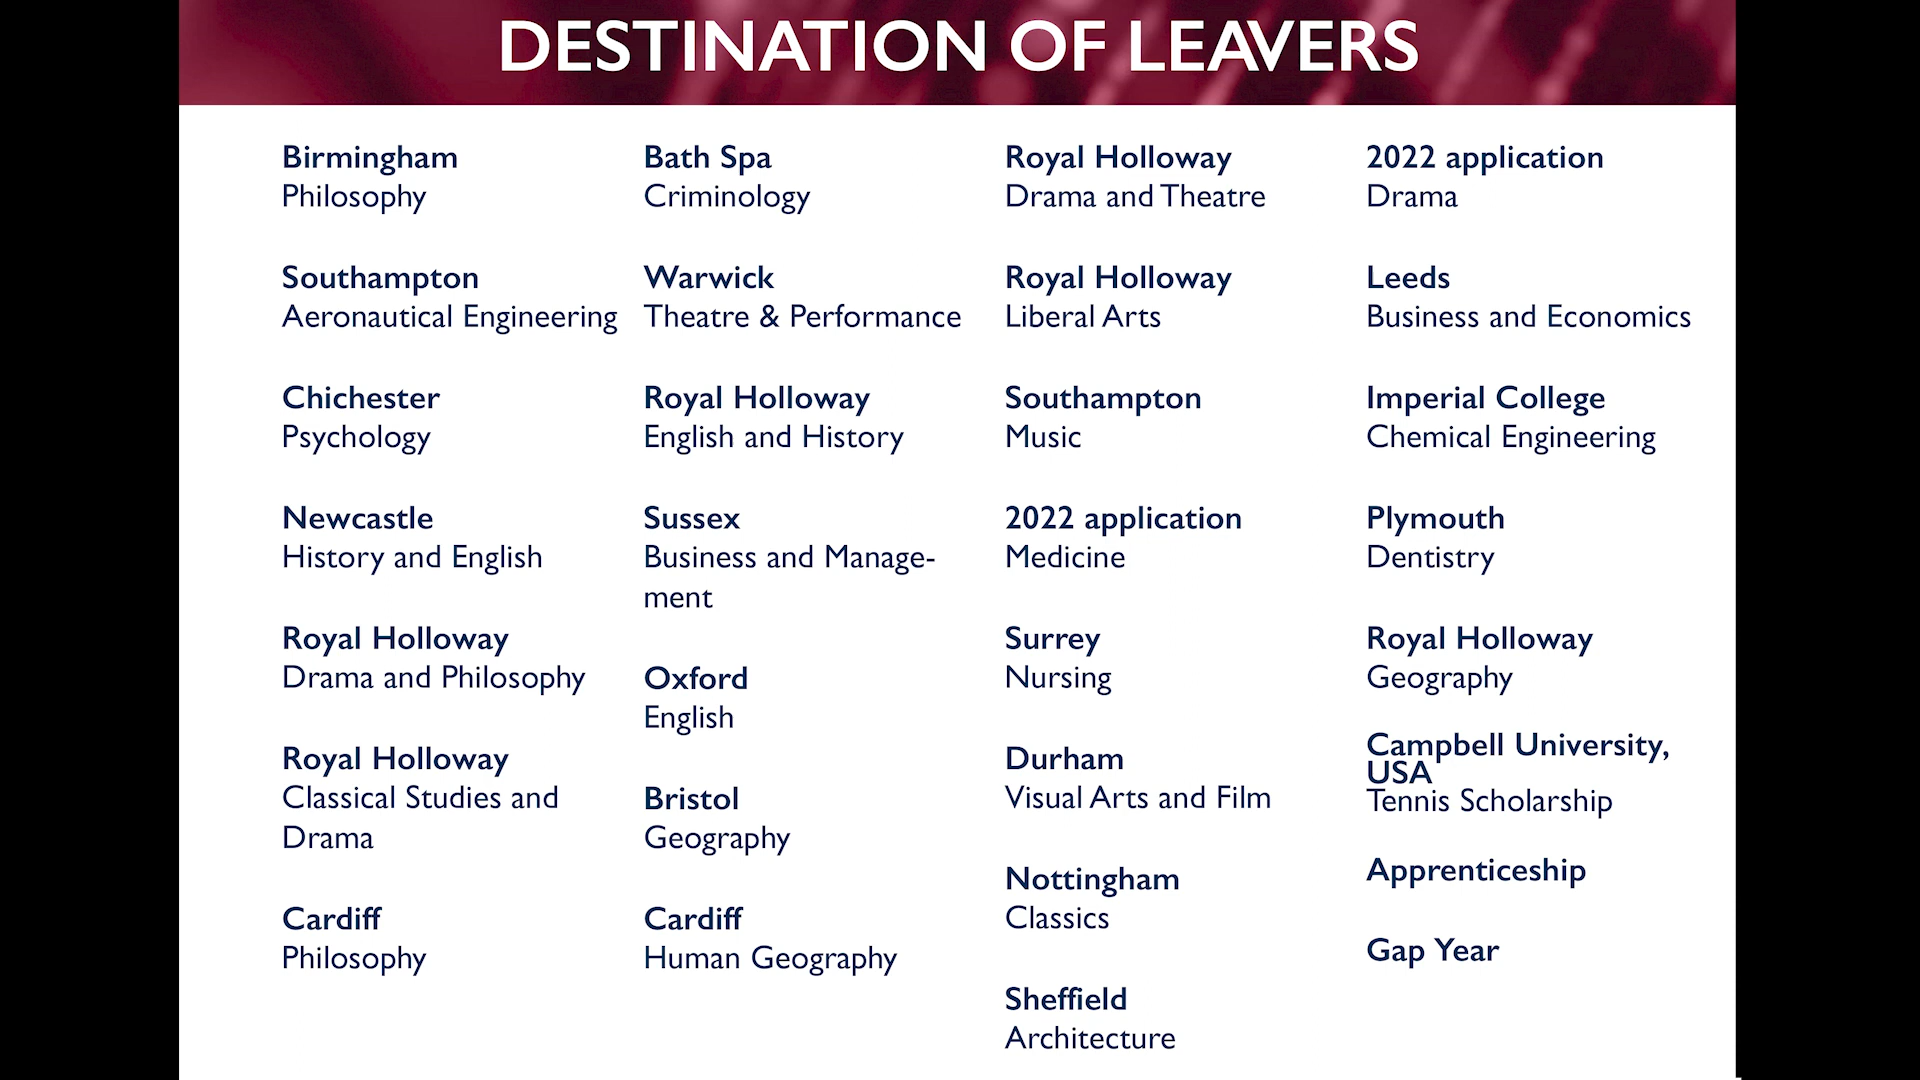 DESTINATION OF LEAVERS
Birmingham
Philosophy
Southampton
Aeronautical Engineering
Chichester
Psychology
Newcastle
History and English
Royal Holloway
Drama and Philosophy
Royal Holloway
Classical Studies and
Drama
Cardiff
Philosophy
Bath Spa
Criminology
Warwick
Theatre & Performance
Royal Holloway
English and History
Sussex
Business and Manage-
ment
Oxford
English
Bristol
Geography
Cardiff
Human Geography
Royal Holloway
Drama and Theatre
Royal Holloway
Liberal Arts
Southampton
Music
2022 application
Medicine
Surrey
Nursing
Durham
Visual Arts and Film
Nottingham
Classics
Sheffield
Architecture
2022 application
Drama
Leeds
Business and Economics
Imperial College
Chemical Engineering
Plymouth
Dentistry
Royal Holloway
Geography
Campbell University,
USA
Tennis Scholarship
Apprenticeship
Gap Year